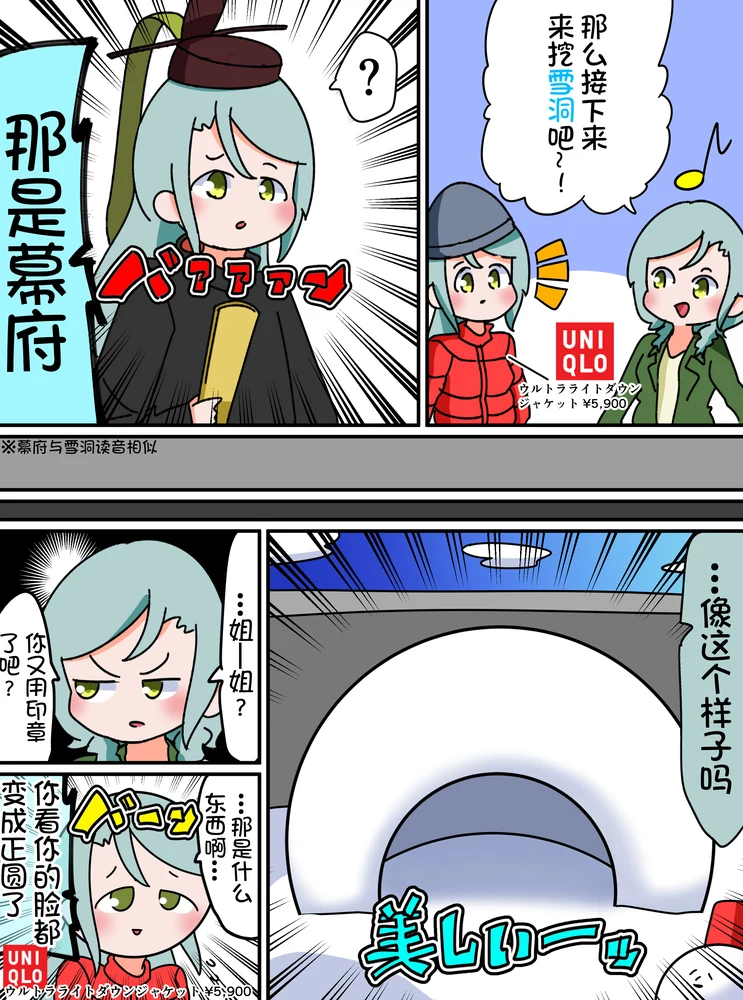 那么接下来
来挖雪洞吧~!
UNI
QLO
ウルトラライトダウン
ジャケット ¥5,900
?
バァァァァン
那是幕府
※幕府与雪洞读音相似
…像这个样子吗
美しいーッ
…姐—姐?
你又用印章
了吧?
…那是什么
东西啊…
バーン
你看你的脸都
变成正圆了
UNI
QLO
ウルトラライトダウンジャケット ¥5,900